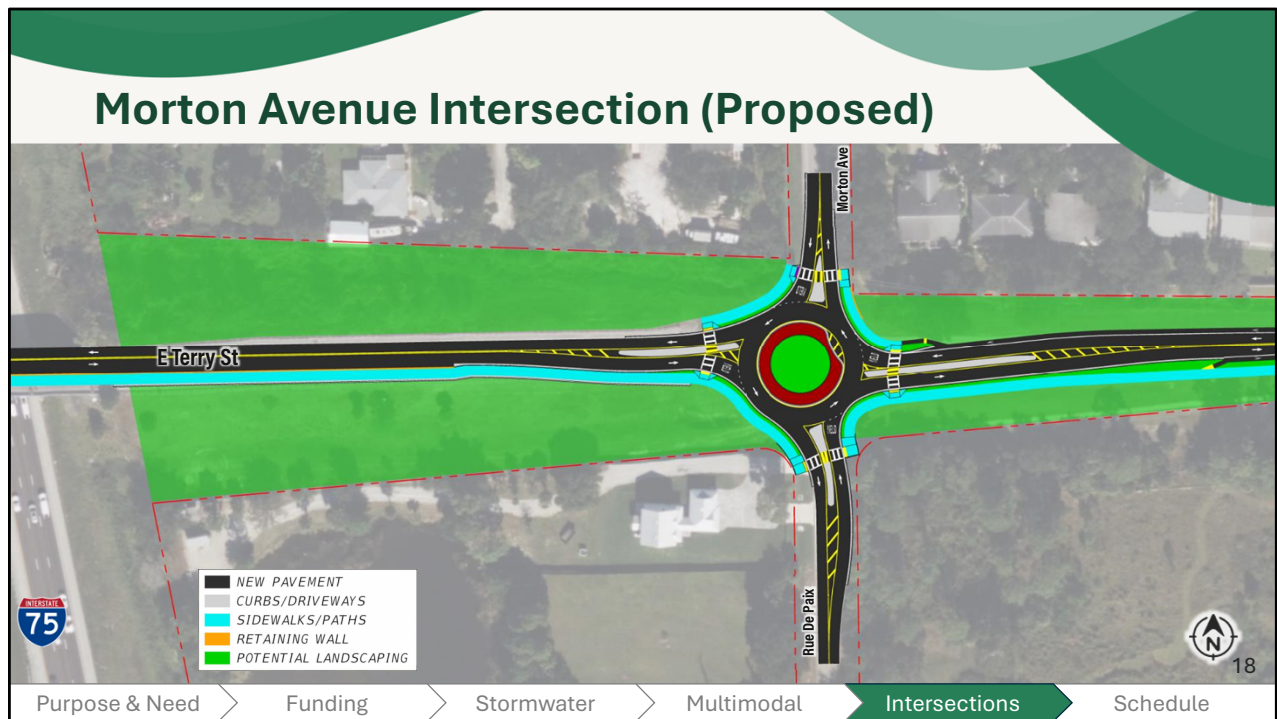 Morton Avenue Intersection (Proposed)
Morton Ave
E Terry St
YIELD
Rue De Paix
NEW PAVEMENT
CURBS/DRIVEWAYS
SIDEWALKS/PATHS
RETAINING WALL
POTENTIAL LANDSCAPING
INTERSTATE
75
N
18
Purpose & Need
Funding
Stormwater
Multimodal
Intersections
Schedule